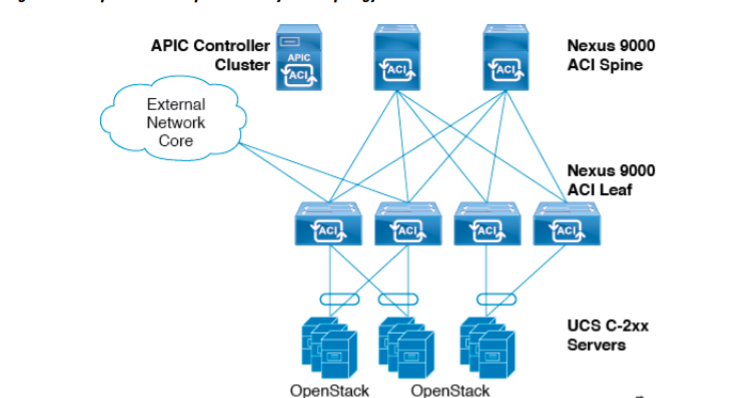 APIC Controller
Cluster
APIC
ACI
ACI
ACI
Nexus 9000
ACI Spine
External
Network
Core
Nexus 9000
ACI Leaf
ACI
ACI
ACI
ACI
UCS C-2xx
Servers
OpenStack
OpenStack